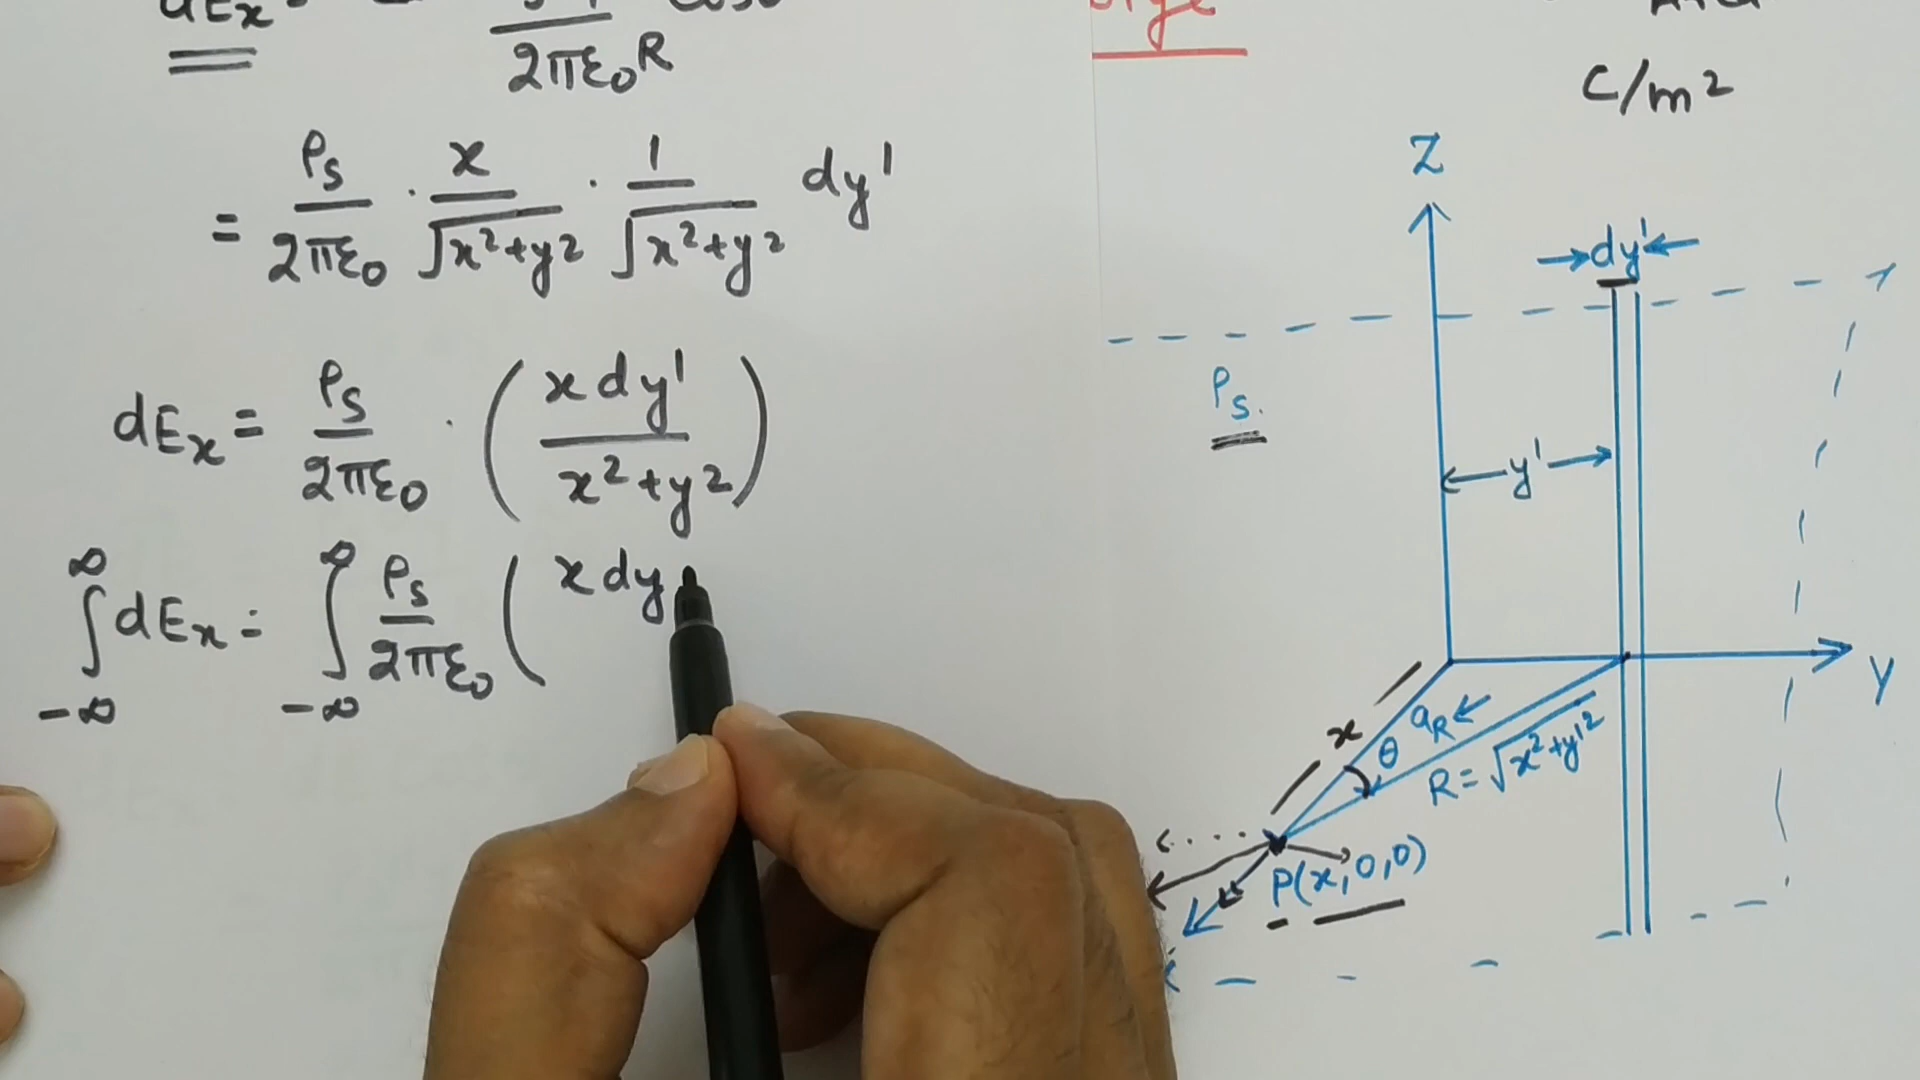 dEx
2πε₀R
= ρs/2πε₀ · x/√x²+y² · 1/√x²+y² dy'
dEx = ρs/2πε₀ · (x dy'/x²+y²)
∫_{-∞}^{∞} dEx = ∫_{-∞}^{∞} ρs/2πε₀ (x dy
C/m²
Z
→dy'←
ρs.
←y'→
Y
x
θ
aR←
R=√x²+y'²
P(x,0,0)